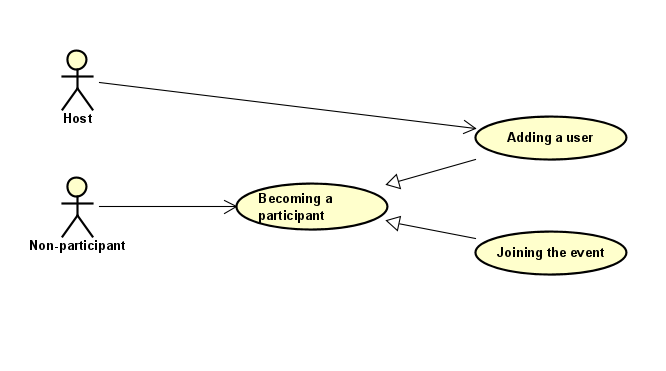 Host
Adding a user
Becoming a
participant
Non-participant
Joining the event